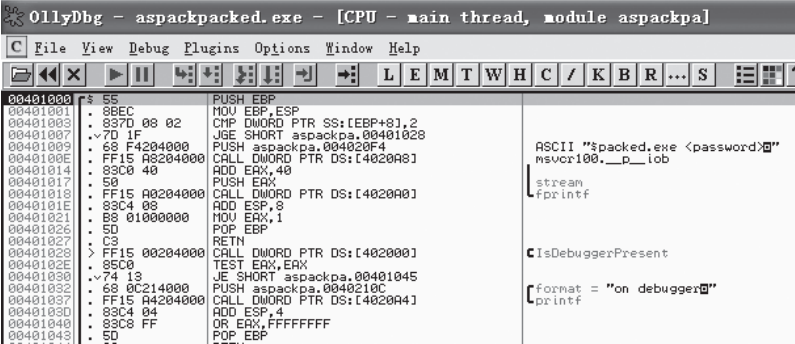 OllyDbg - aspackpacked.exe - [CPU - main thread, module aspackpa]
C File View Debug Plugins Options Window Help
L E M T W H C / K B R ... S
00401000 $ 55 PUSH EBP
00401001 . 8BEC MOV EBP,ESP
00401003 . 837D 08 02 CMP DWORD PTR SS:[EBP+8],2
00401007 . 7D 1F JGE SHORT aspackpa.00401028
00401009 . 68 F4204000 PUSH aspackpa.004020F4 ASCII "$packed.exe <password>"
0040100E . FF15 A8204000 CALL DWORD PTR DS:[4020A8] msvcr100.__p__iob
00401014 . 83C0 40 ADD EAX,40
00401017 . 50 PUSH EAX stream
00401018 . FF15 A0204000 CALL DWORD PTR DS:[4020A0] fprintf
0040101E . 83C4 08 ADD ESP,8
00401021 . B8 01000000 MOV EAX,1
00401026 . 5D POP EBP
00401027 . C3 RETN
00401028 > FF15 00204000 CALL DWORD PTR DS:[402000] IsDebuggerPresent
0040102E . 85C0 TEST EAX,EAX
00401030 . 74 13 JE SHORT aspackpa.00401045
00401032 . 68 0C214000 PUSH aspackpa.0040210C format = "on debugger"
00401037 . FF15 A4204000 CALL DWORD PTR DS:[4020A4] printf
0040103D . 83C4 04 ADD ESP,4
00401040 . 83C8 FF OR EAX,FFFFFFFF
00401043 . 5D POP EBP